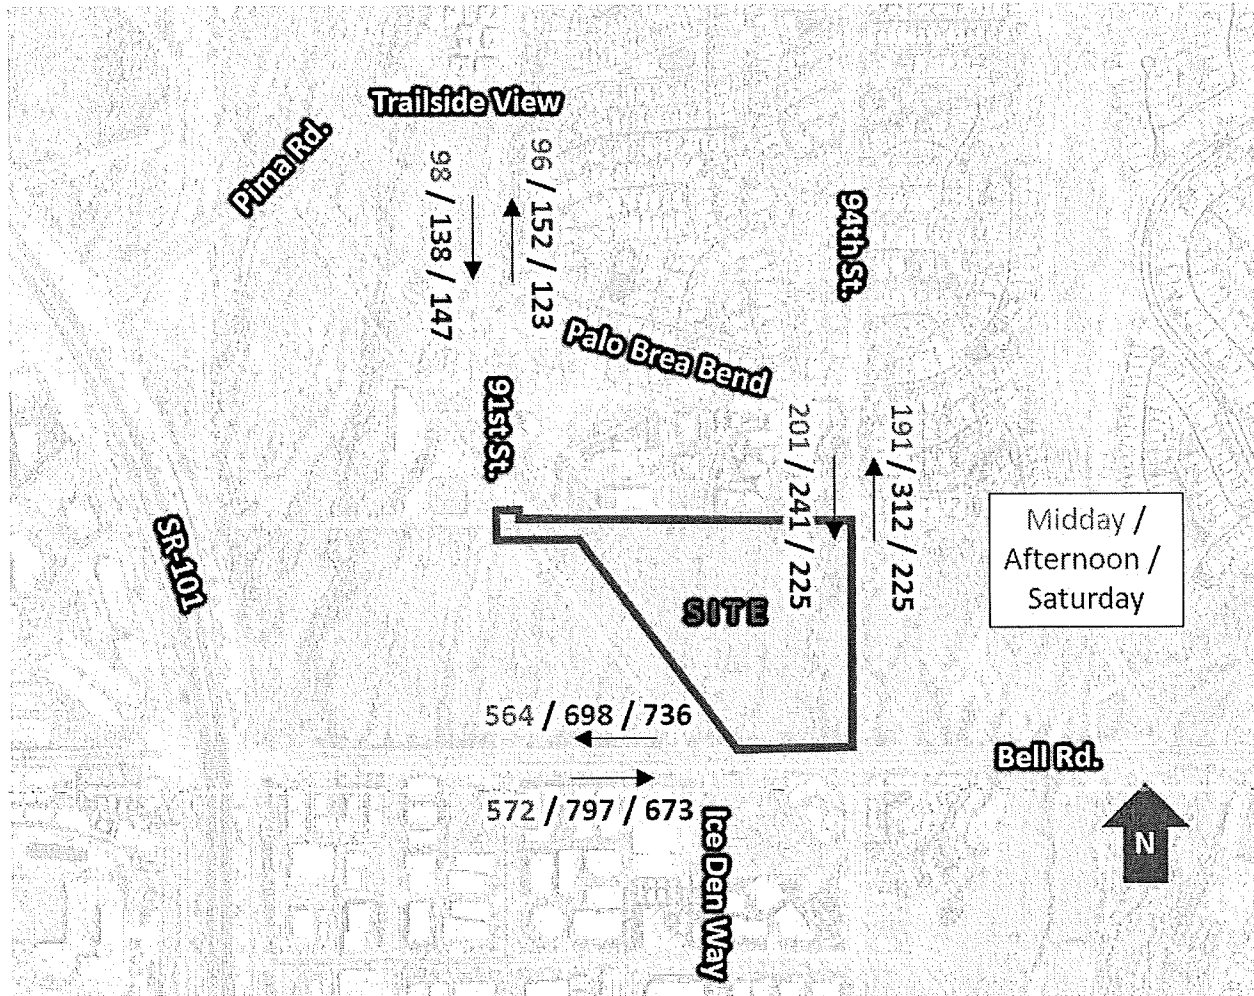 Trailside View
Pima Rd.
98 / 138 / 147
96 / 152 / 123
94th St.
Palo Brea Bend
91st St.
201 / 241 / 225
191 / 312 / 225
Midday /
Afternoon /
Saturday
SR-101
SITE
564 / 698 / 736
Bell Rd.
572 / 797 / 673
Ice Den Way
N